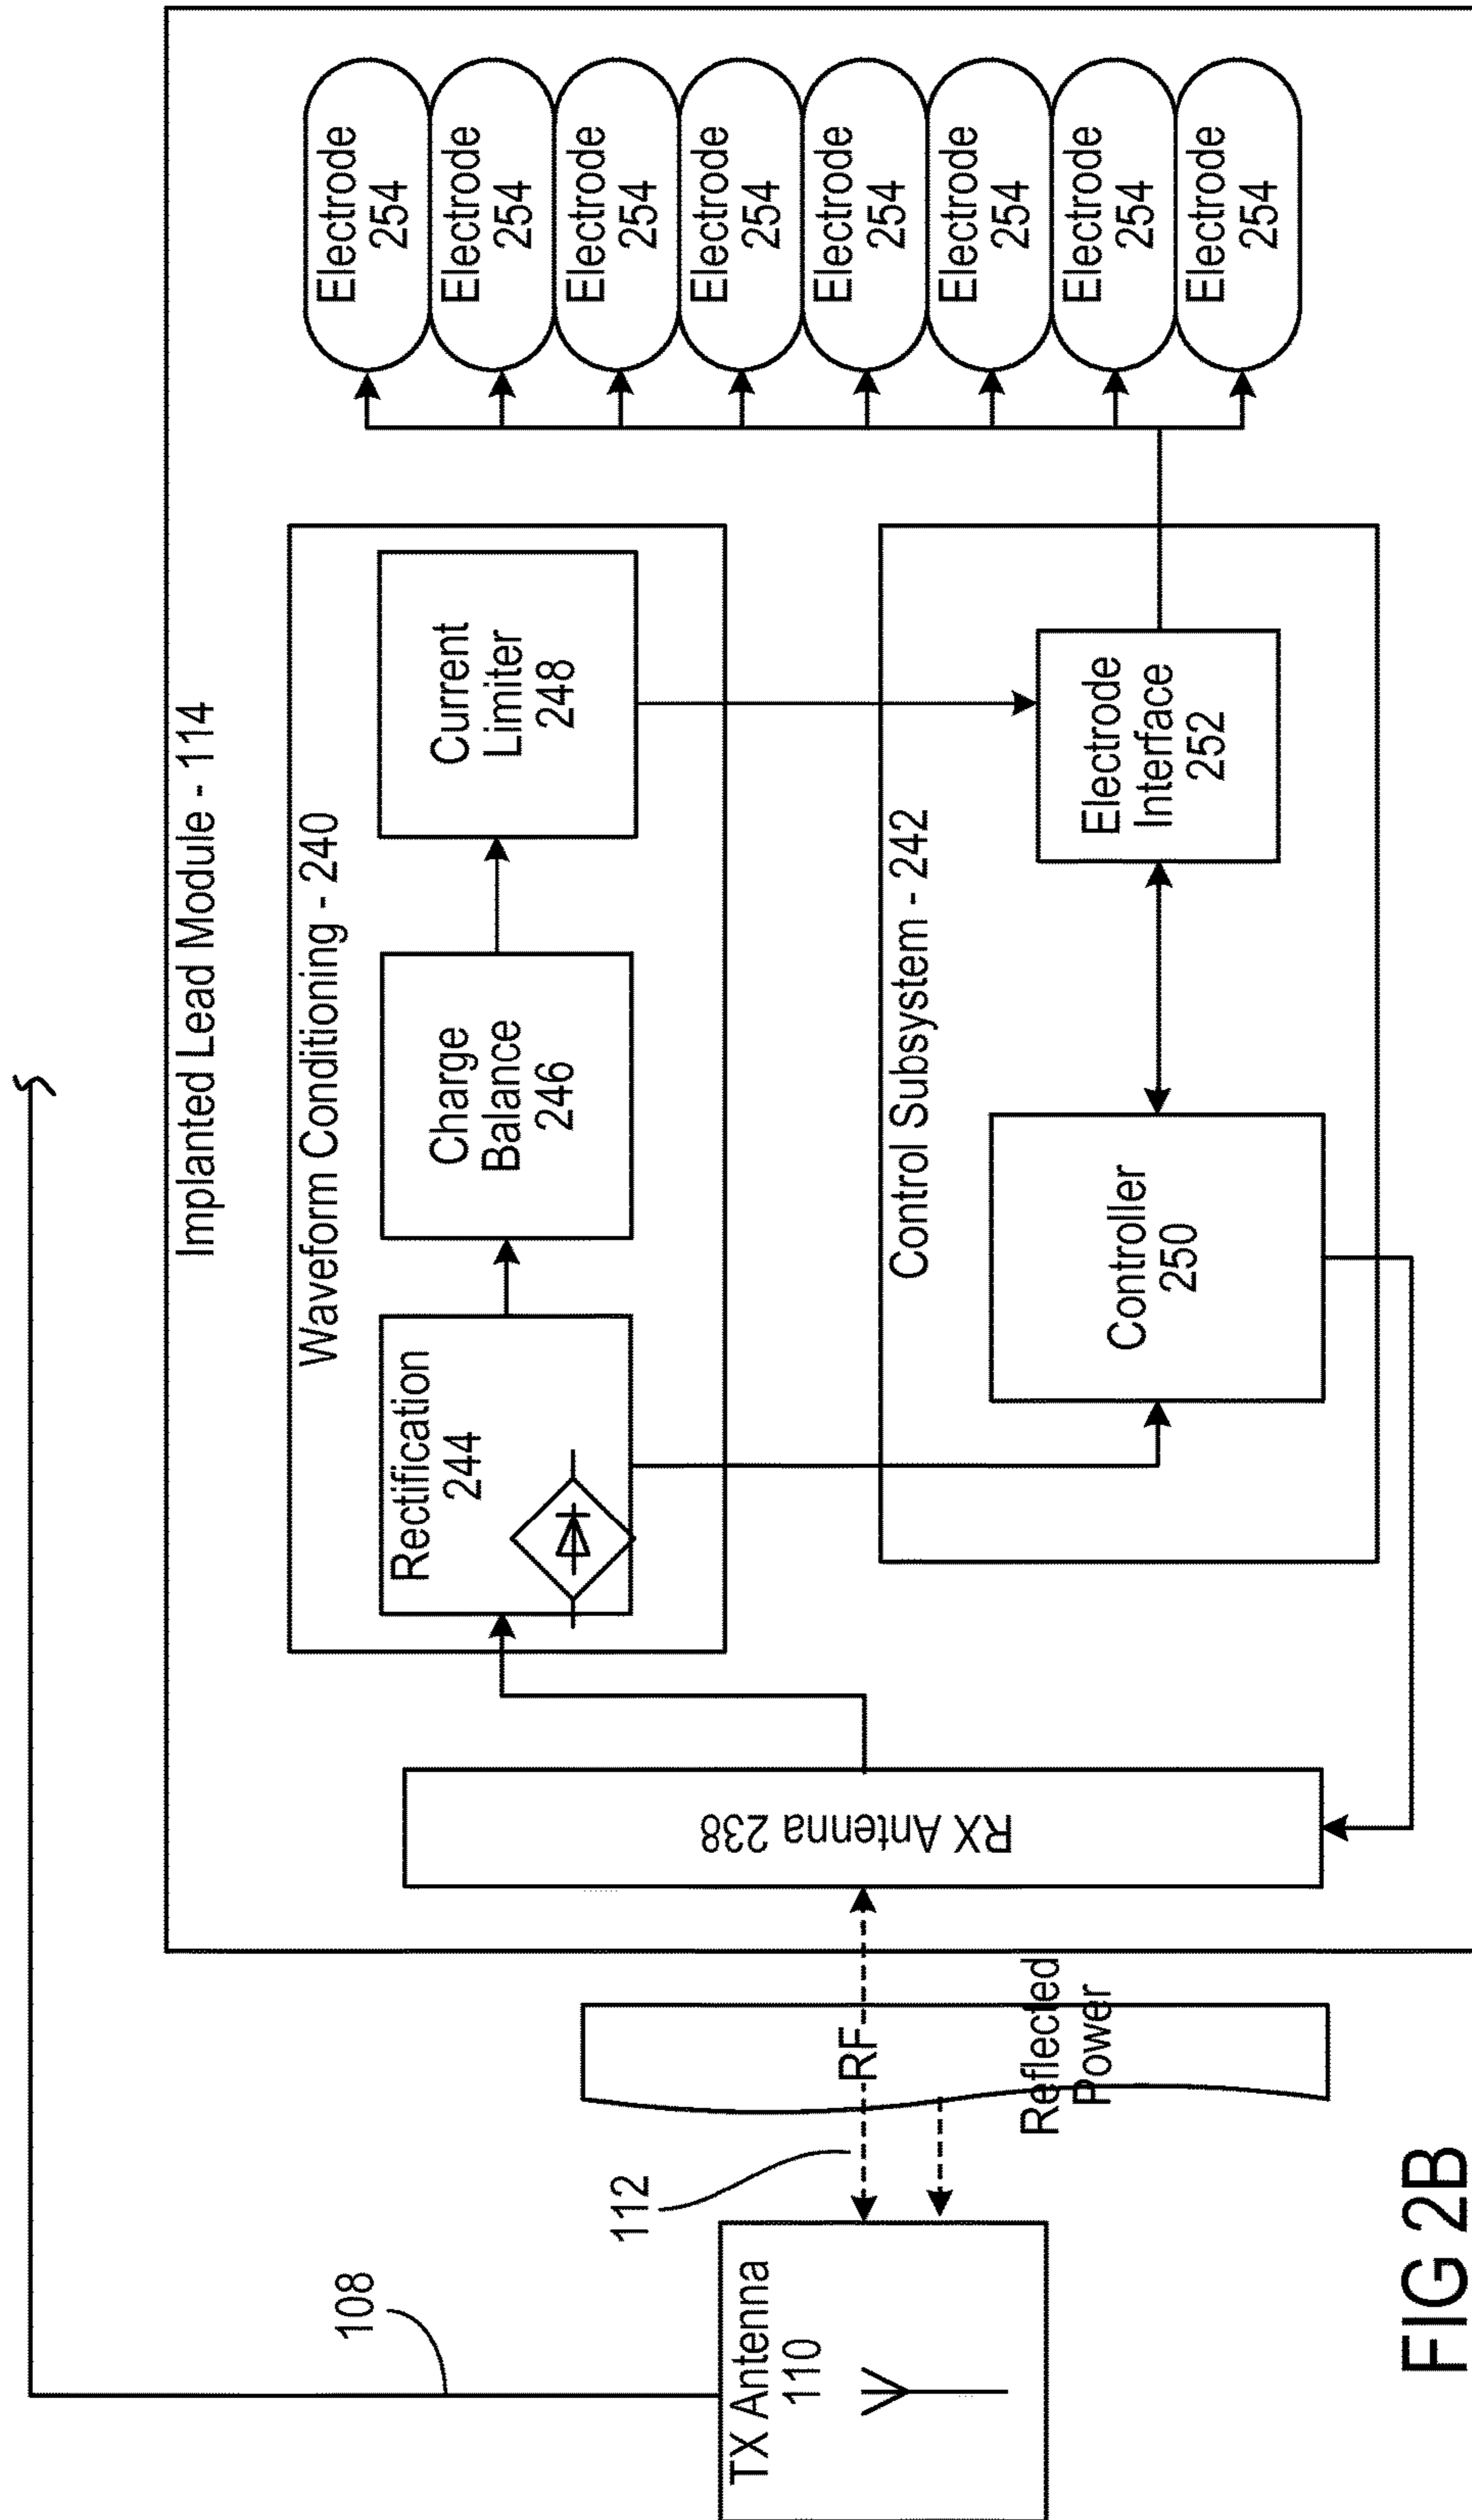 Implanted Lead Module - 114
108
TX Antenna
110
112
RF
Reflected
Power
RX Antenna 238
Waveform Conditioning - 240
Rectification
244
Charge
Balance
246
Current
Limiter
248
Control Subsystem - 242
Controller
250
Electrode
Interface
252
Electrode
254
Electrode
254
Electrode
254
Electrode
254
Electrode
254
Electrode
254
Electrode
254
Electrode
254
FIG 2B